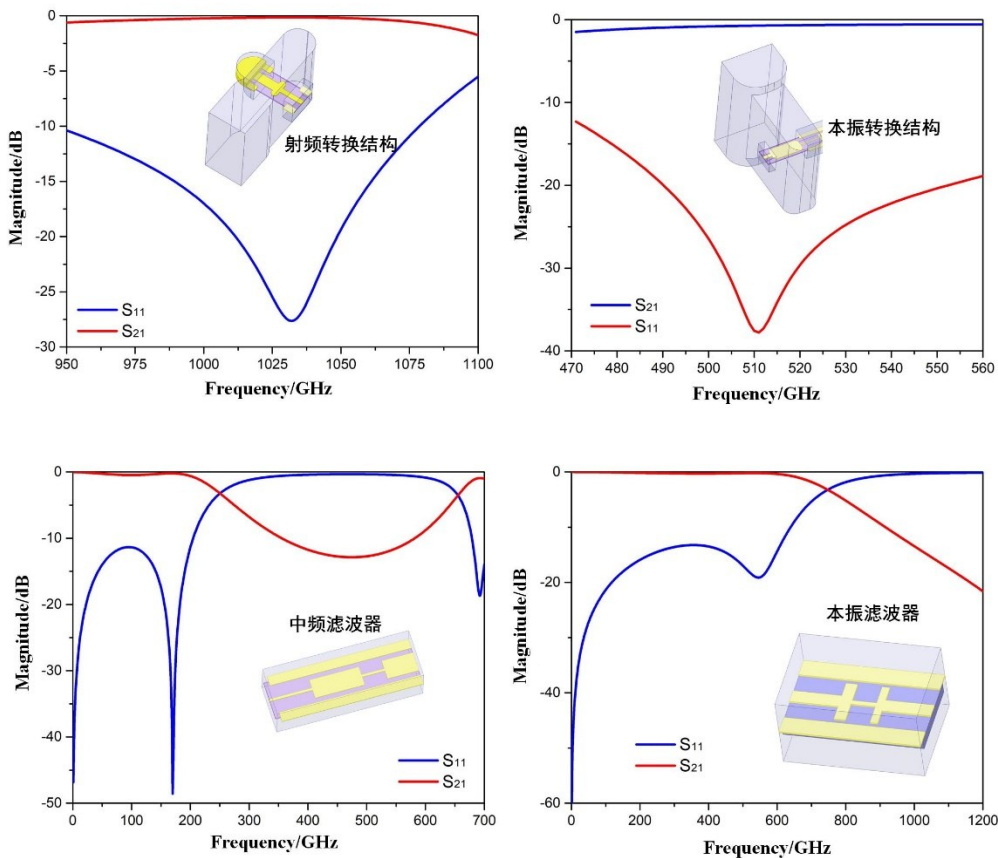 0
-5
-10
-15
-20
-25
-30
Magnitude/dB
射频转换结构
S11
S21
950
1000
1025
1050
1075
1100
Frequency/GHz
0
-10
-20
-30
-40
Magnitude/dB
本振转换结构
S21
S11
470
480
490
500
510
520
530
540
550
560
Frequency/GHz
0
-10
-20
-30
-40
-50
Magnitude/dB
中频滤波器
S11
S21
0
100
200
300
400
500
600
700
Frequency/GHz
0
-20
-40
-60
Magnitude/dB
本振滤波器
S11
S21
0
200
400
600
800
1000
1200
Frequency/GHz